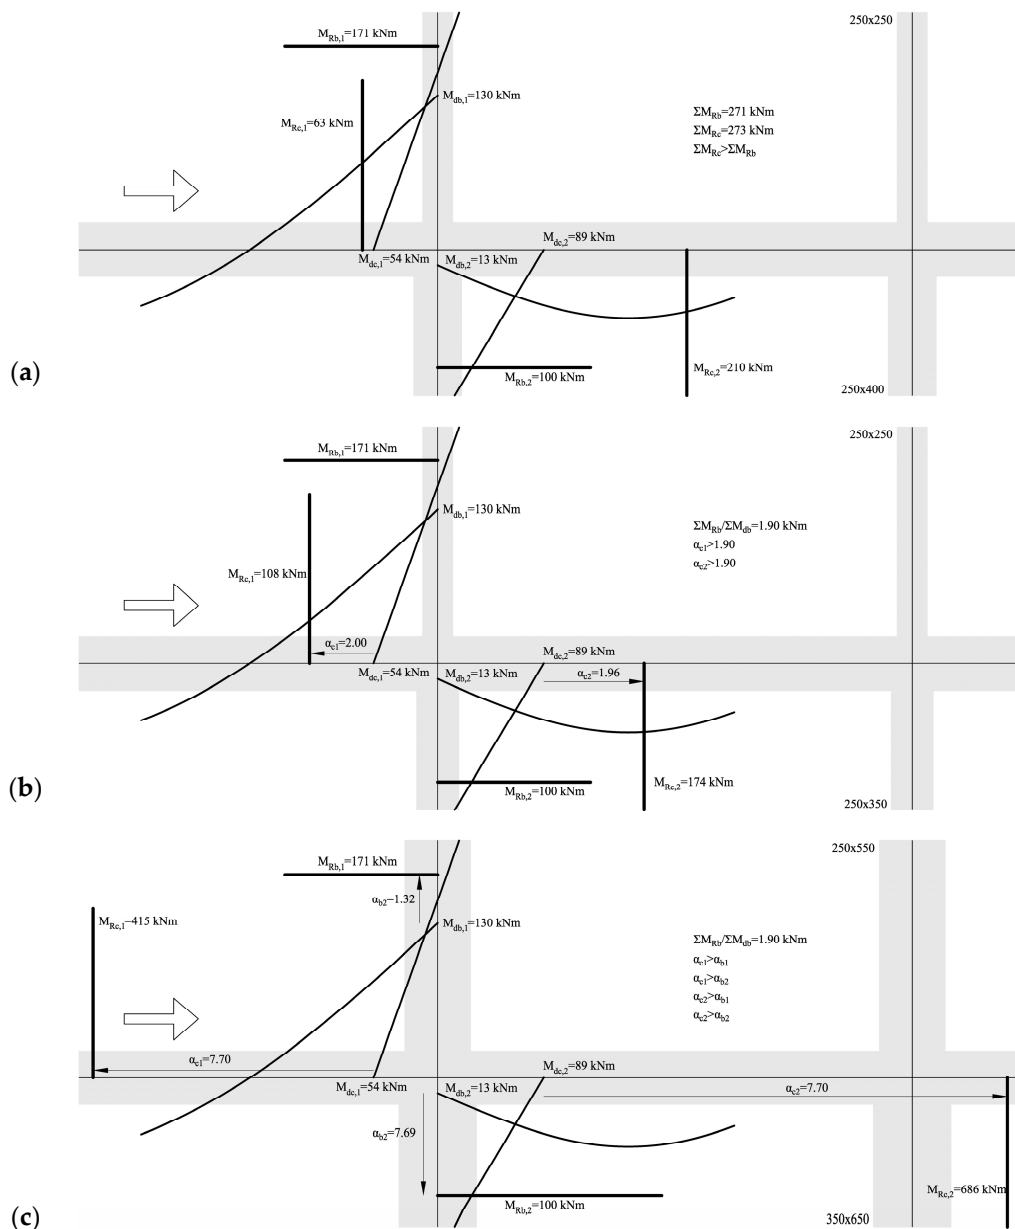 250x250
M_Rb,1=171 kNm
M_db,1=130 kNm
M_Rc,1=63 kNm
ΣM_Rb=271 kNm
ΣM_Rc=273 kNm
ΣM_Rc>ΣM_Rb
M_dc,2=89 kNm
M_dc,1=54 kNm
M_db,2=13 kNm
(a)
M_Rb,2=100 kNm
M_Rc,2=210 kNm
250x400
250x250
M_Rb,1=171 kNm
M_db,1=130 kNm
ΣM_Rb/ΣM_db=1.90 kNm
α_c1>1.90
α_c2>1.90
M_Rc,1=108 kNm
α_c1=2.00
M_dc,2=89 kNm
M_dc,1=54 kNm
M_db,2=13 kNm
α_c2=1.96
(b)
M_Rb,2=100 kNm
M_Rc,2=174 kNm
250x350
250x550
M_Rb,1=171 kNm
α_b2=1.32
M_Rc,1=415 kNm
M_db,1=130 kNm
ΣM_Rb/ΣM_db=1.90 kNm
α_c1>α_b1
α_c1>α_b2
α_c2>α_b1
α_c2>α_b2
α_c1=7.70
M_dc,2=89 kNm
M_dc,1=54 kNm
M_db,2=13 kNm
α_c2=7.70
α_b2=7.69
M_Rc,2=686 kNm
(c)
M_Rb,2=100 kNm
350x650